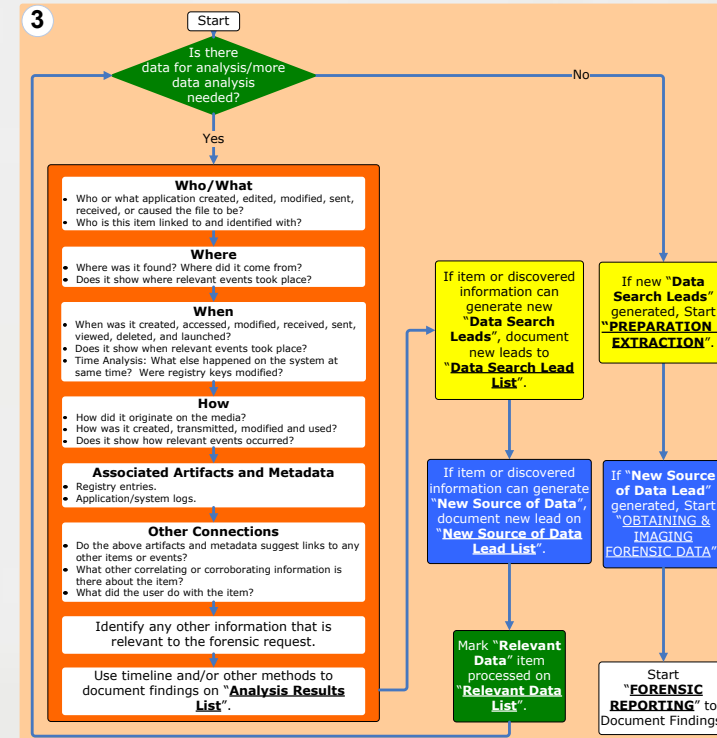 3
Start
Is there
data for analysis/more
data analysis
needed?
No
Yes
Who/What
• Who or what application created, edited, modified, sent,
received, or caused the file to be?
• Who is this item linked to and identified with?
Where
• Where was it found? Where did it come from?
• Does it show where relevant events took place?
When
• When was it created, accessed, modified, received, sent,
viewed, deleted, and launched?
• Does it show when relevant events took place?
• Time Analysis: What else happened on the system at
same time? Were registry keys modified?
How
• How did it originate on the media?
• How was it created, transmitted, modified and used?
• Does it show how relevant events occurred?
Associated Artifacts and Metadata
• Registry entries.
• Application/system logs.
Other Connections
• Do the above artifacts and metadata suggest links to any
other items or events?
• What other correlating or corroborating information is
there about the item?
• What did the user do with the item?
Identify any other information that is
relevant to the forensic request.
Use timeline and/or other methods to
document findings on “Analysis Results
List”.
If item or discovered
information can
generate new
“Data Search
Leads”, document
new leads to
“Data Search Lead
List”.
If item or discovered
information can generate
“New Source of Data”,
document new lead on
“New Source of Data
Lead List”.
Mark “Relevant
Data” item
processed on
“Relevant Data
List”.
If new “Data
Search Leads”
generated, Start
“PREPARATION
EXTRACTION”.
If “New Source
of Data Lead”
generated, Start
“OBTAINING &
IMAGING
FORENSIC DATA”
Start
“FORENSIC
REPORTING” to
Document Findings